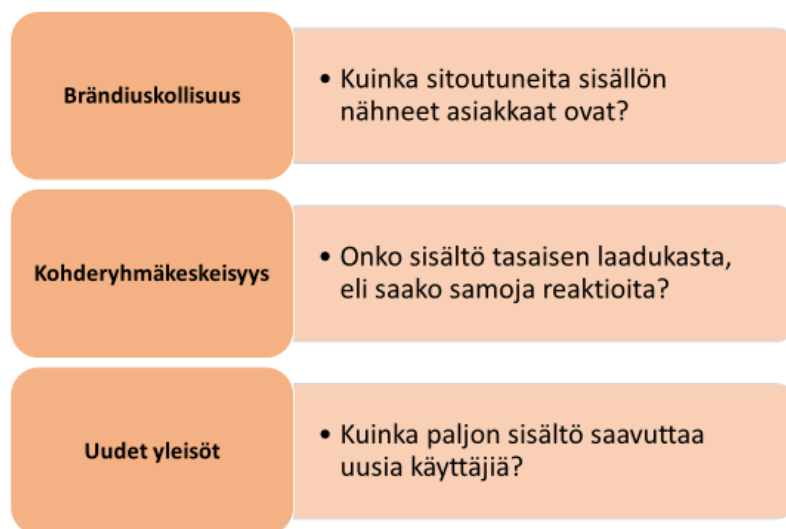 Brändiuskollisuus
• Kuinka sitoutuneita sisällön
nähneet asiakkaat ovat?
Kohderyhmäkeskeisyys
• Onko sisältö tasaisen laadukasta,
eli saako samoja reaktioita?
Uudet yleisöt
• Kuinka paljon sisältö saavuttaa
uusia käyttäjiä?